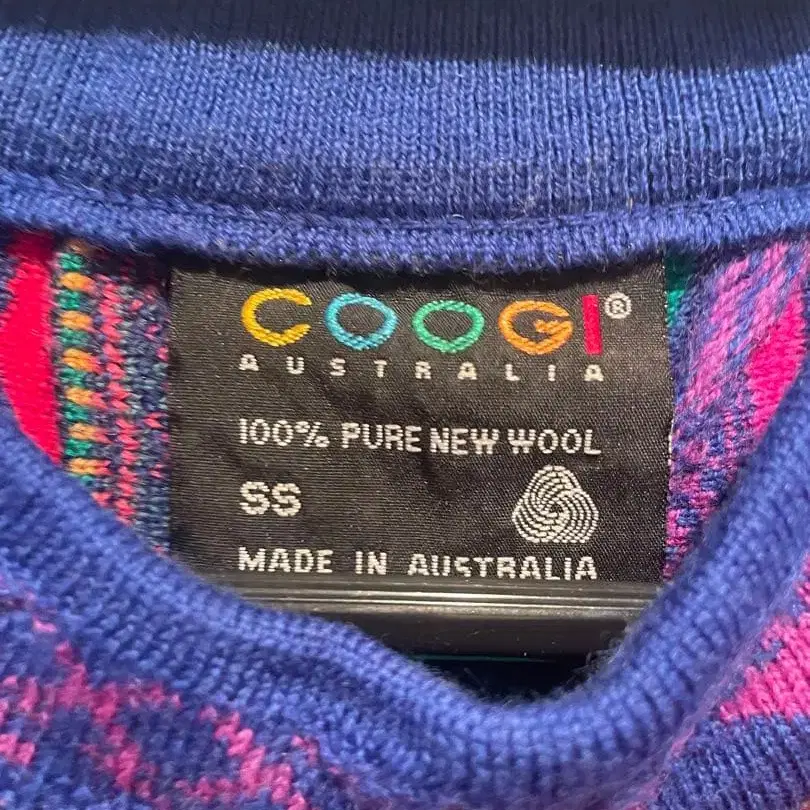 COOGI®
AUSTRALIA
100% PURE NEW WOOL
SS
MADE IN AUSTRALIA